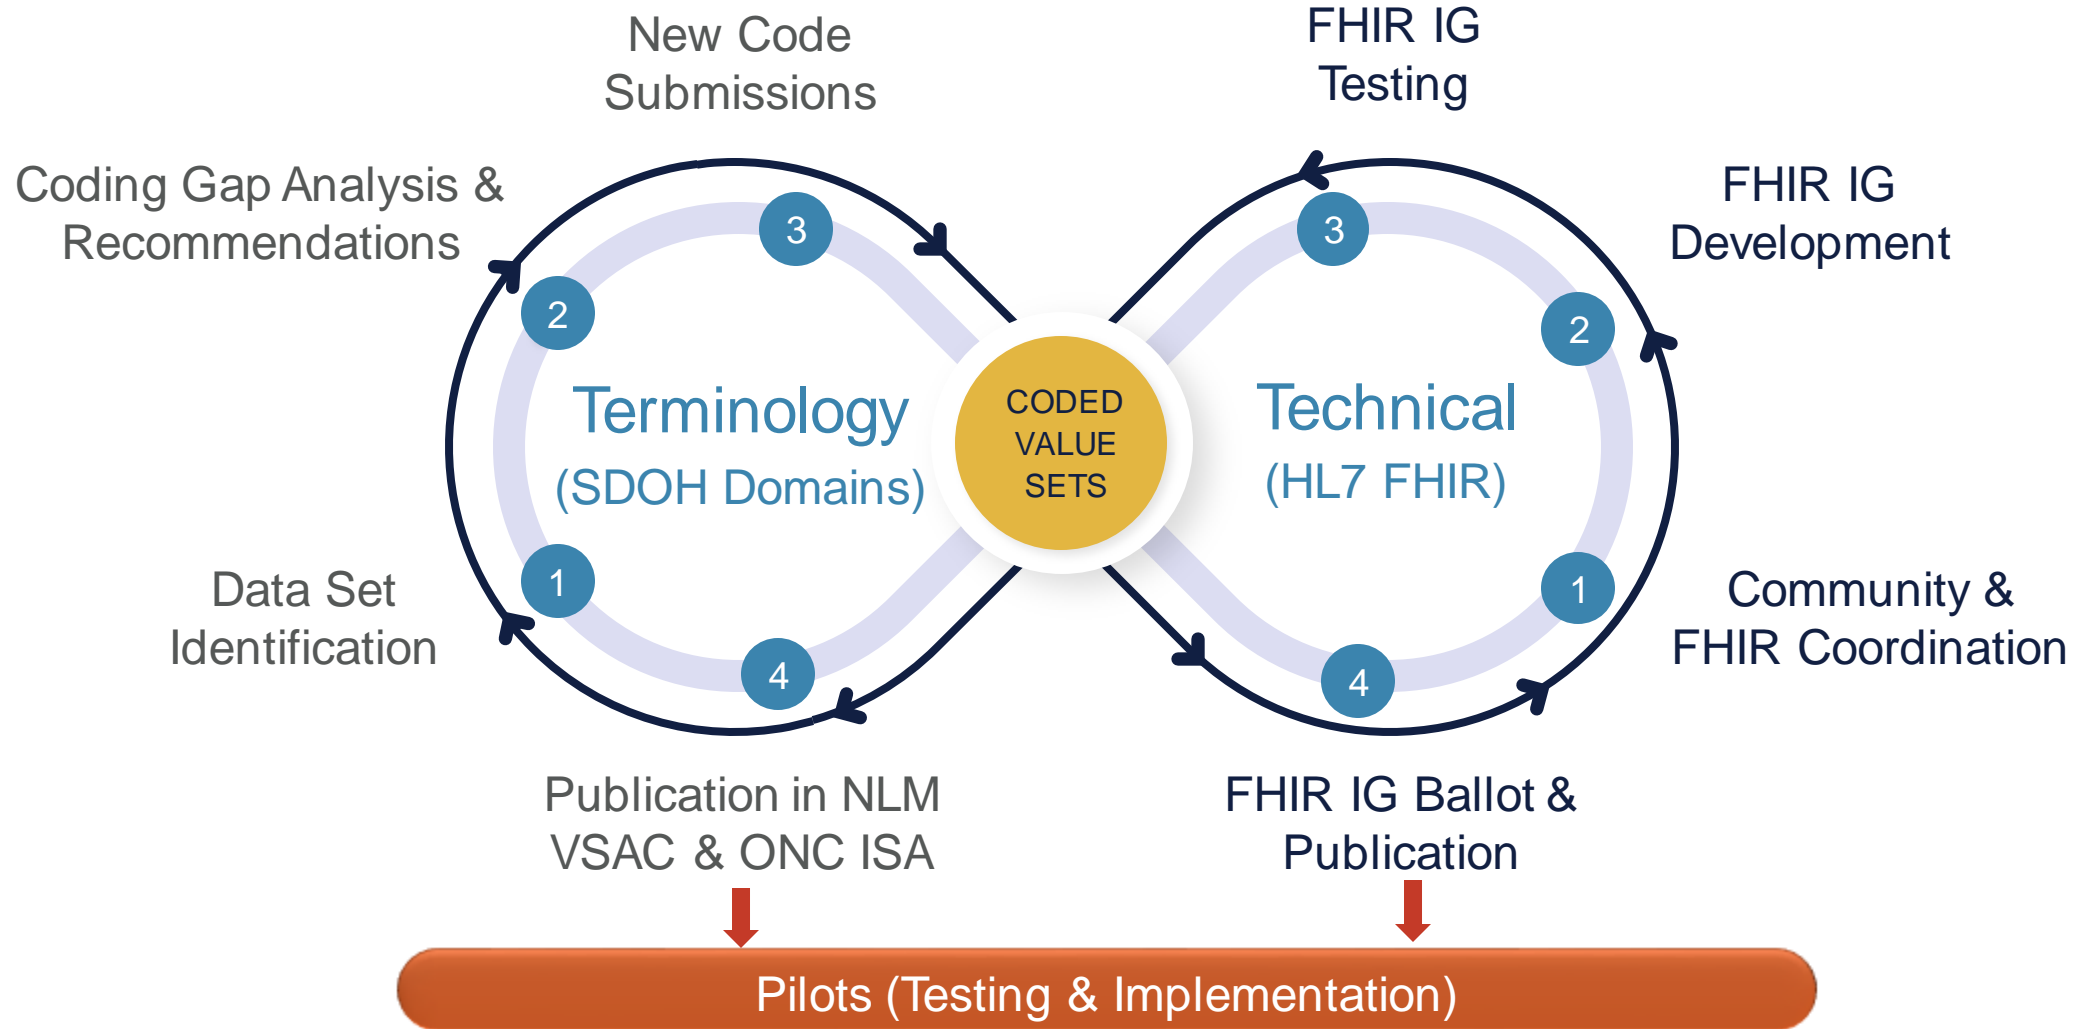 New Code
Submissions
FHIR IG
Testing
Coding Gap Analysis &
Recommendations
FHIR IG
Development
3
3
2
2
Terminology
(SDOH Domains)
CODED
VALUE
SETS
Technical
(HL7 FHIR)
Data Set
Identification
1
1
Community &
FHIR Coordination
4
4
Publication in NLM
VSAC & ONC ISA
FHIR IG Ballot &
Publication
Pilots (Testing & Implementation)